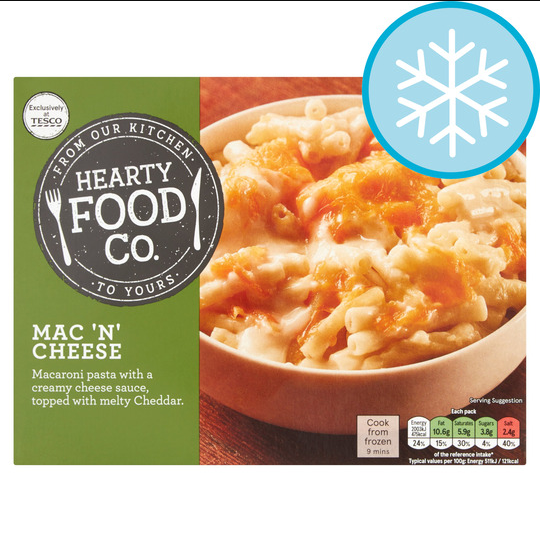 Exclusively
at
TESCO
· FROM OUR KITCHEN ·
HEARTY
FOOD
CO.
· TO YOURS ·
MAC 'N'
CHEESE
Macaroni pasta with a
creamy cheese sauce,
topped with melty Cheddar.
Serving Suggestion
Cook
from
frozen
9 mins
Each pack
Energy Fat Saturates Sugars Salt
10.6g 5.9g 3.8g 2.4g
24% 15% 30% 4% 40%
of the reference intake*
Typical values per 100g: Energy 511kJ / 121kcal